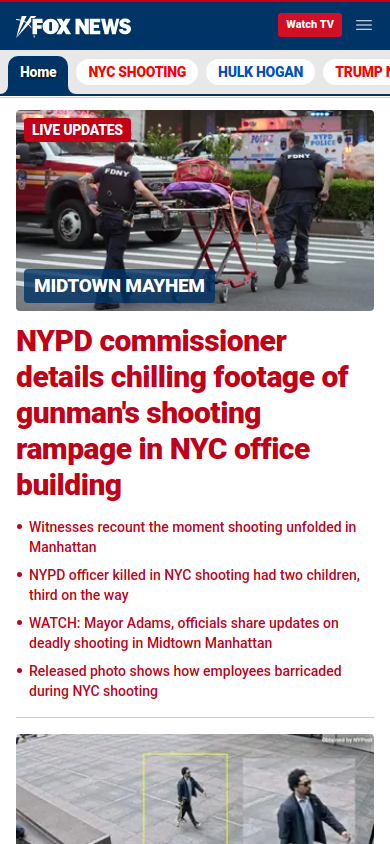 FOX NEWS
Watch TV
Home
NYC SHOOTING
HULK HOGAN
TRUMP N
LIVE UPDATES
FDNY
FDNY
POLICE
NYPD
POLICE
MIDTOWN MAYHEM
NYPD commissioner
details chilling footage of
gunman's shooting
rampage in NYC office
building
• Witnesses recount the moment shooting unfolded in
Manhattan
• NYPD officer killed in NYC shooting had two children,
third on the way
• WATCH: Mayor Adams, officials share updates on
deadly shooting in Midtown Manhattan
• Released photo shows how employees barricaded
during NYC shooting
Obtained by NYPost